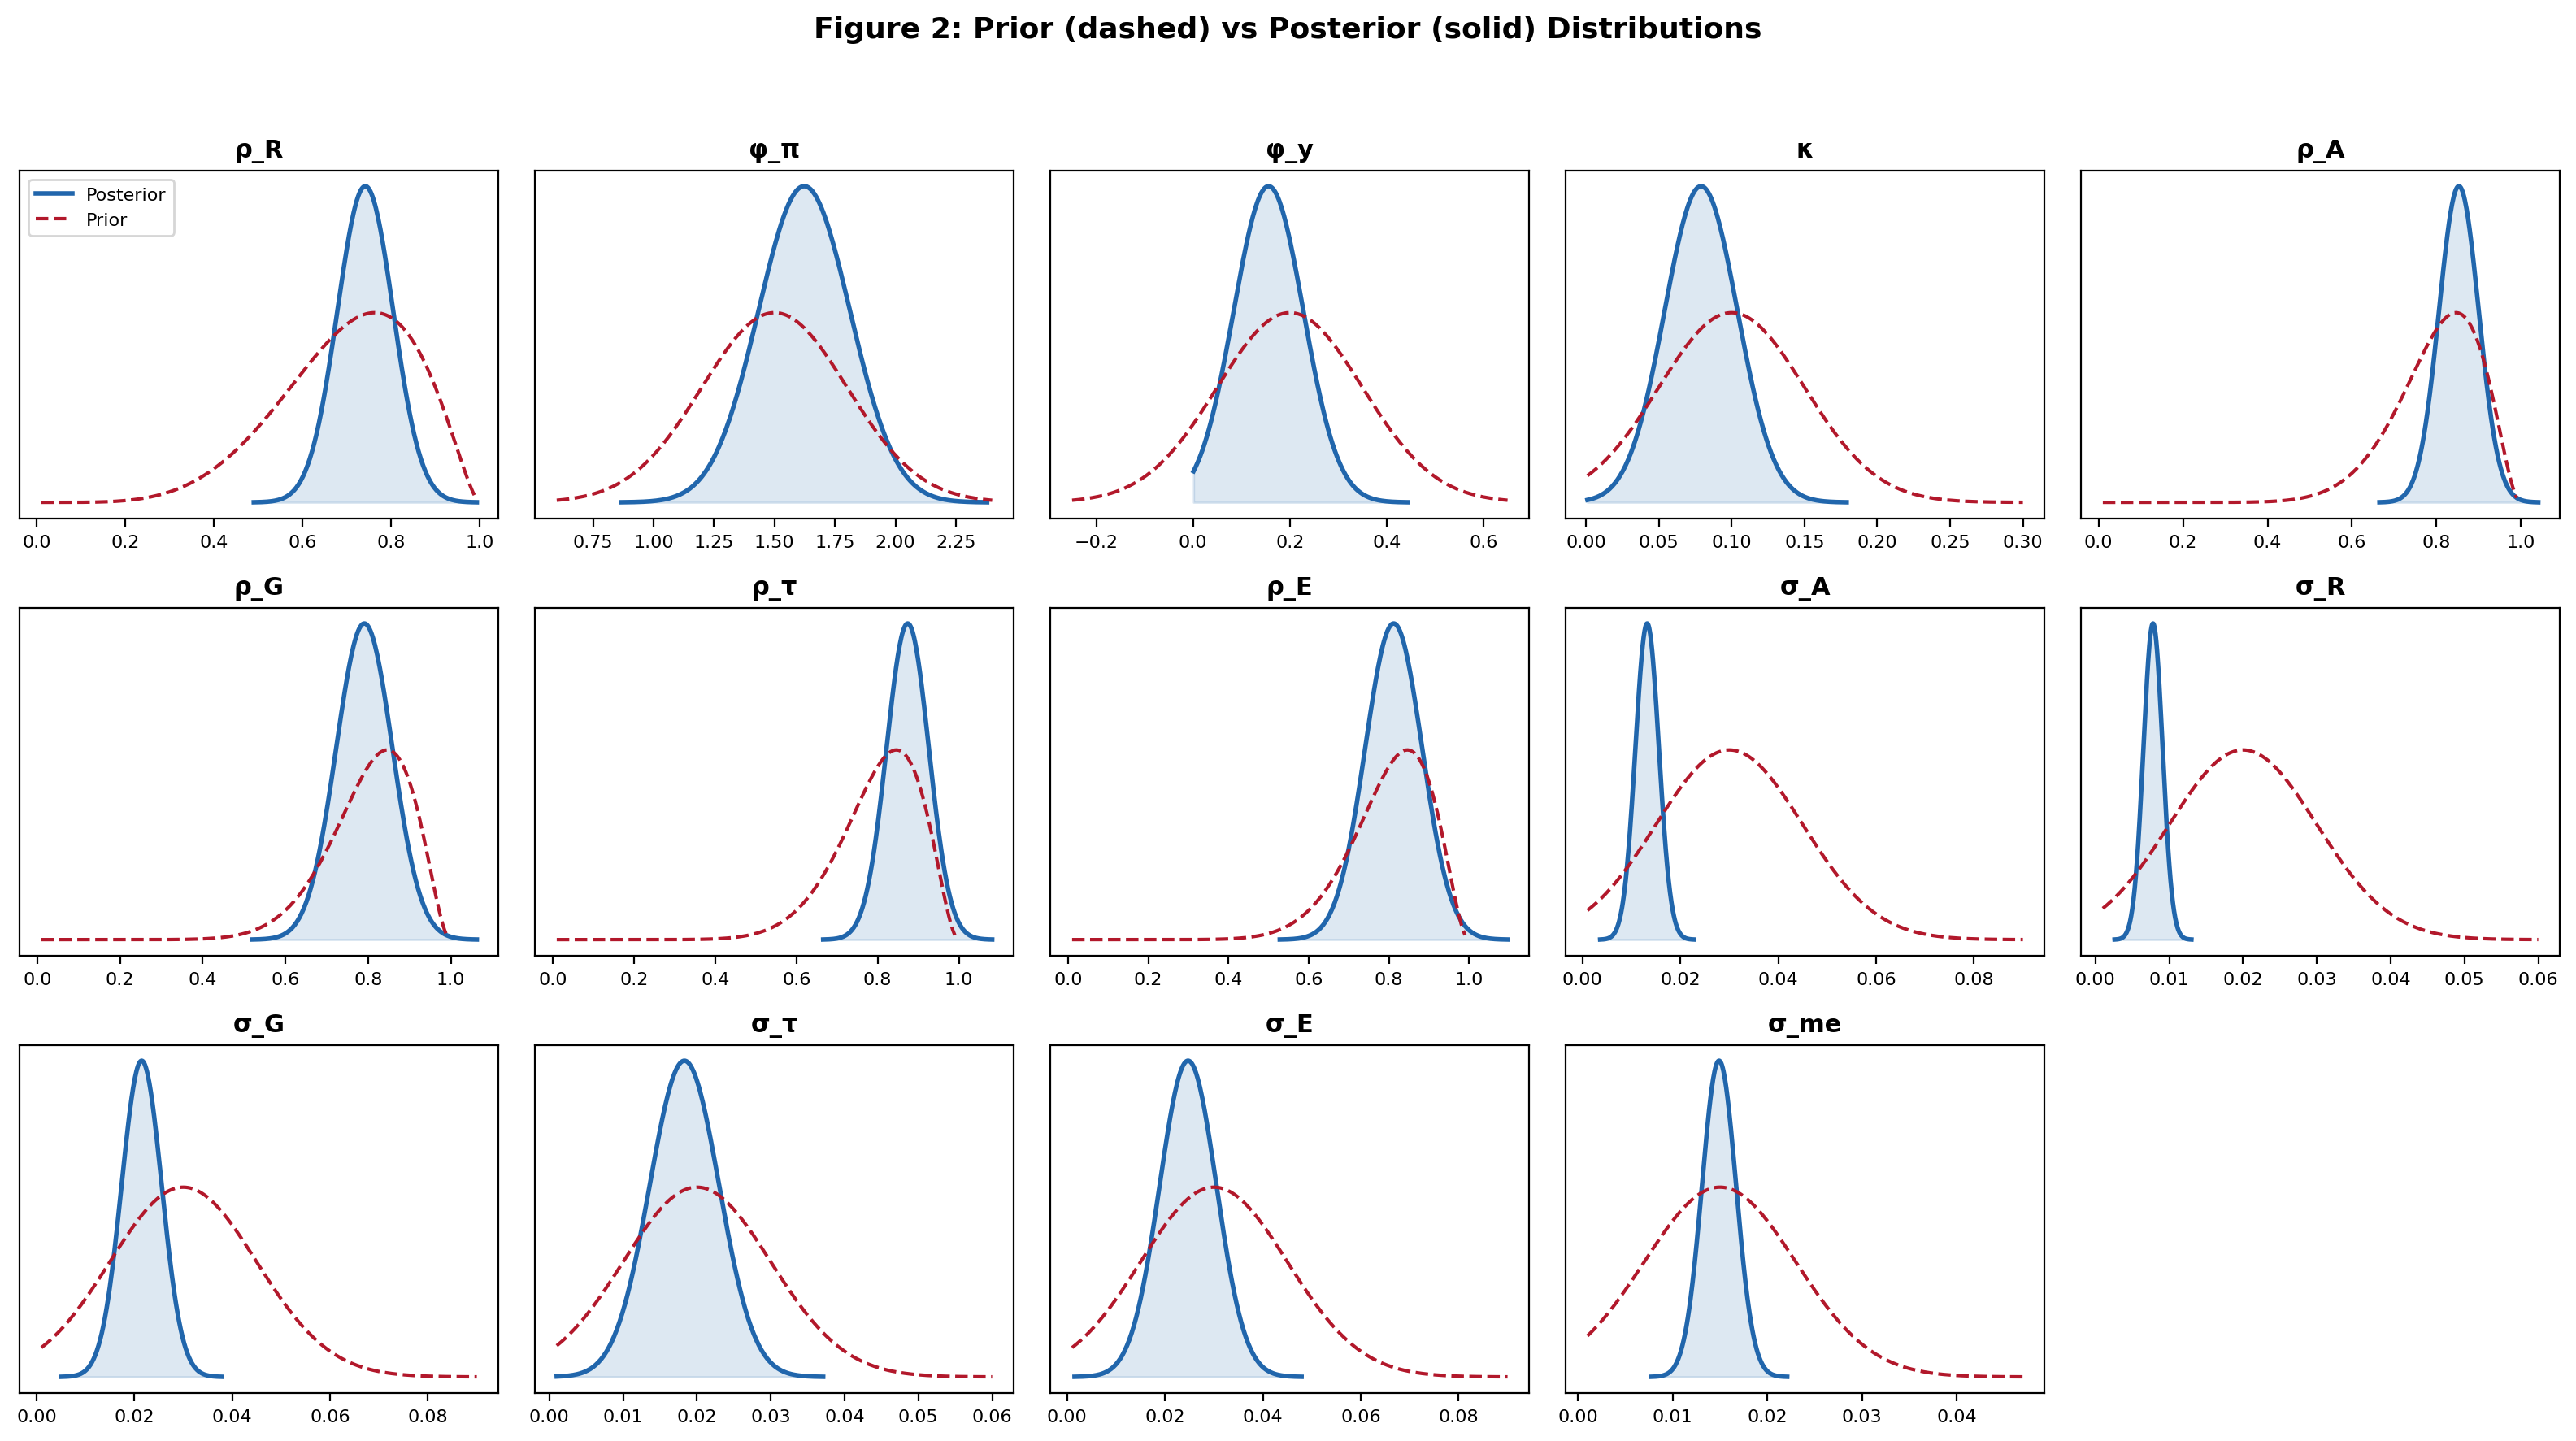 Figure 2: Prior (dashed) vs Posterior (solid) Distributions
ρ_R
φ_π
φ_y
κ
ρ_A
Posterior
Prior
0.0 0.2 0.4 0.6 0.8 1.0
0.75 1.00 1.25 1.50 1.75 2.00 2.25
−0.2 0.0 0.2 0.4 0.6
0.00 0.05 0.10 0.15 0.20 0.25 0.30
0.0 0.2 0.4 0.6 0.8 1.0
ρ_G
ρ_τ
ρ_E
σ_A
σ_R
0.0 0.2 0.4 0.6 0.8 1.0
0.0 0.2 0.4 0.6 0.8 1.0
0.0 0.2 0.4 0.6 0.8 1.0
0.00 0.02 0.04 0.06 0.08
0.00 0.01 0.02 0.03 0.04 0.05 0.06
σ_G
σ_τ
σ_E
σ_me
0.00 0.02 0.04 0.06 0.08
0.00 0.01 0.02 0.03 0.04 0.05 0.06
0.00 0.02 0.04 0.06 0.08
0.00 0.01 0.02 0.03 0.04